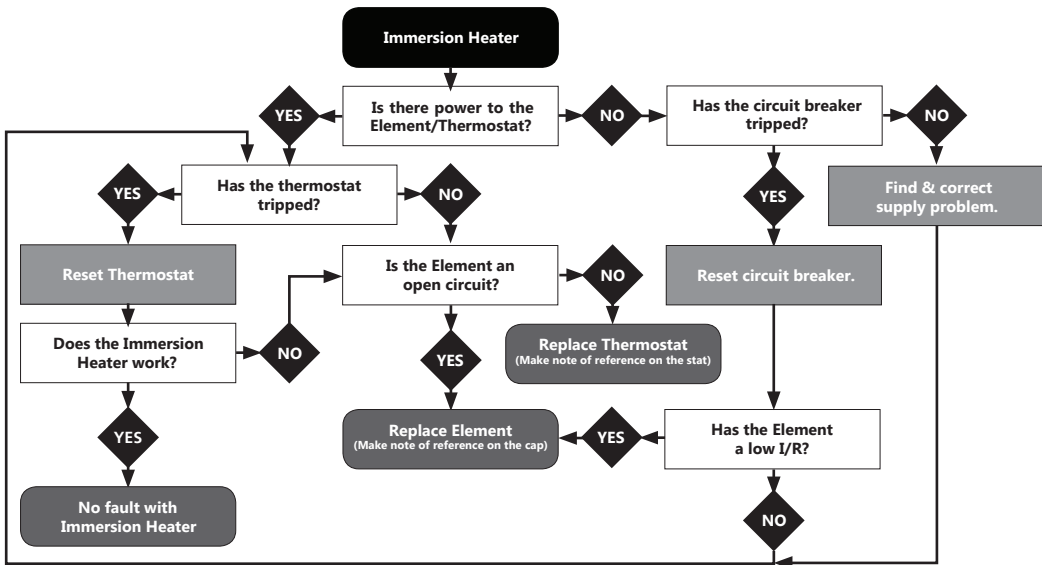 Immersion Heater
Is there power to the
Element/Thermostat?
YES
NO
Has the circuit breaker
tripped?
NO
YES
Find & correct
supply problem.
Has the thermostat
tripped?
YES
NO
Reset Thermostat
Is the Element an
open circuit?
NO
Reset circuit breaker.
Does the Immersion
Heater work?
NO
YES
Replace Thermostat
(Make note of reference on the stat)
YES
Replace Element
(Make note of reference on the cap)
YES
Has the Element
a low I/R?
No fault with
Immersion Heater
NO